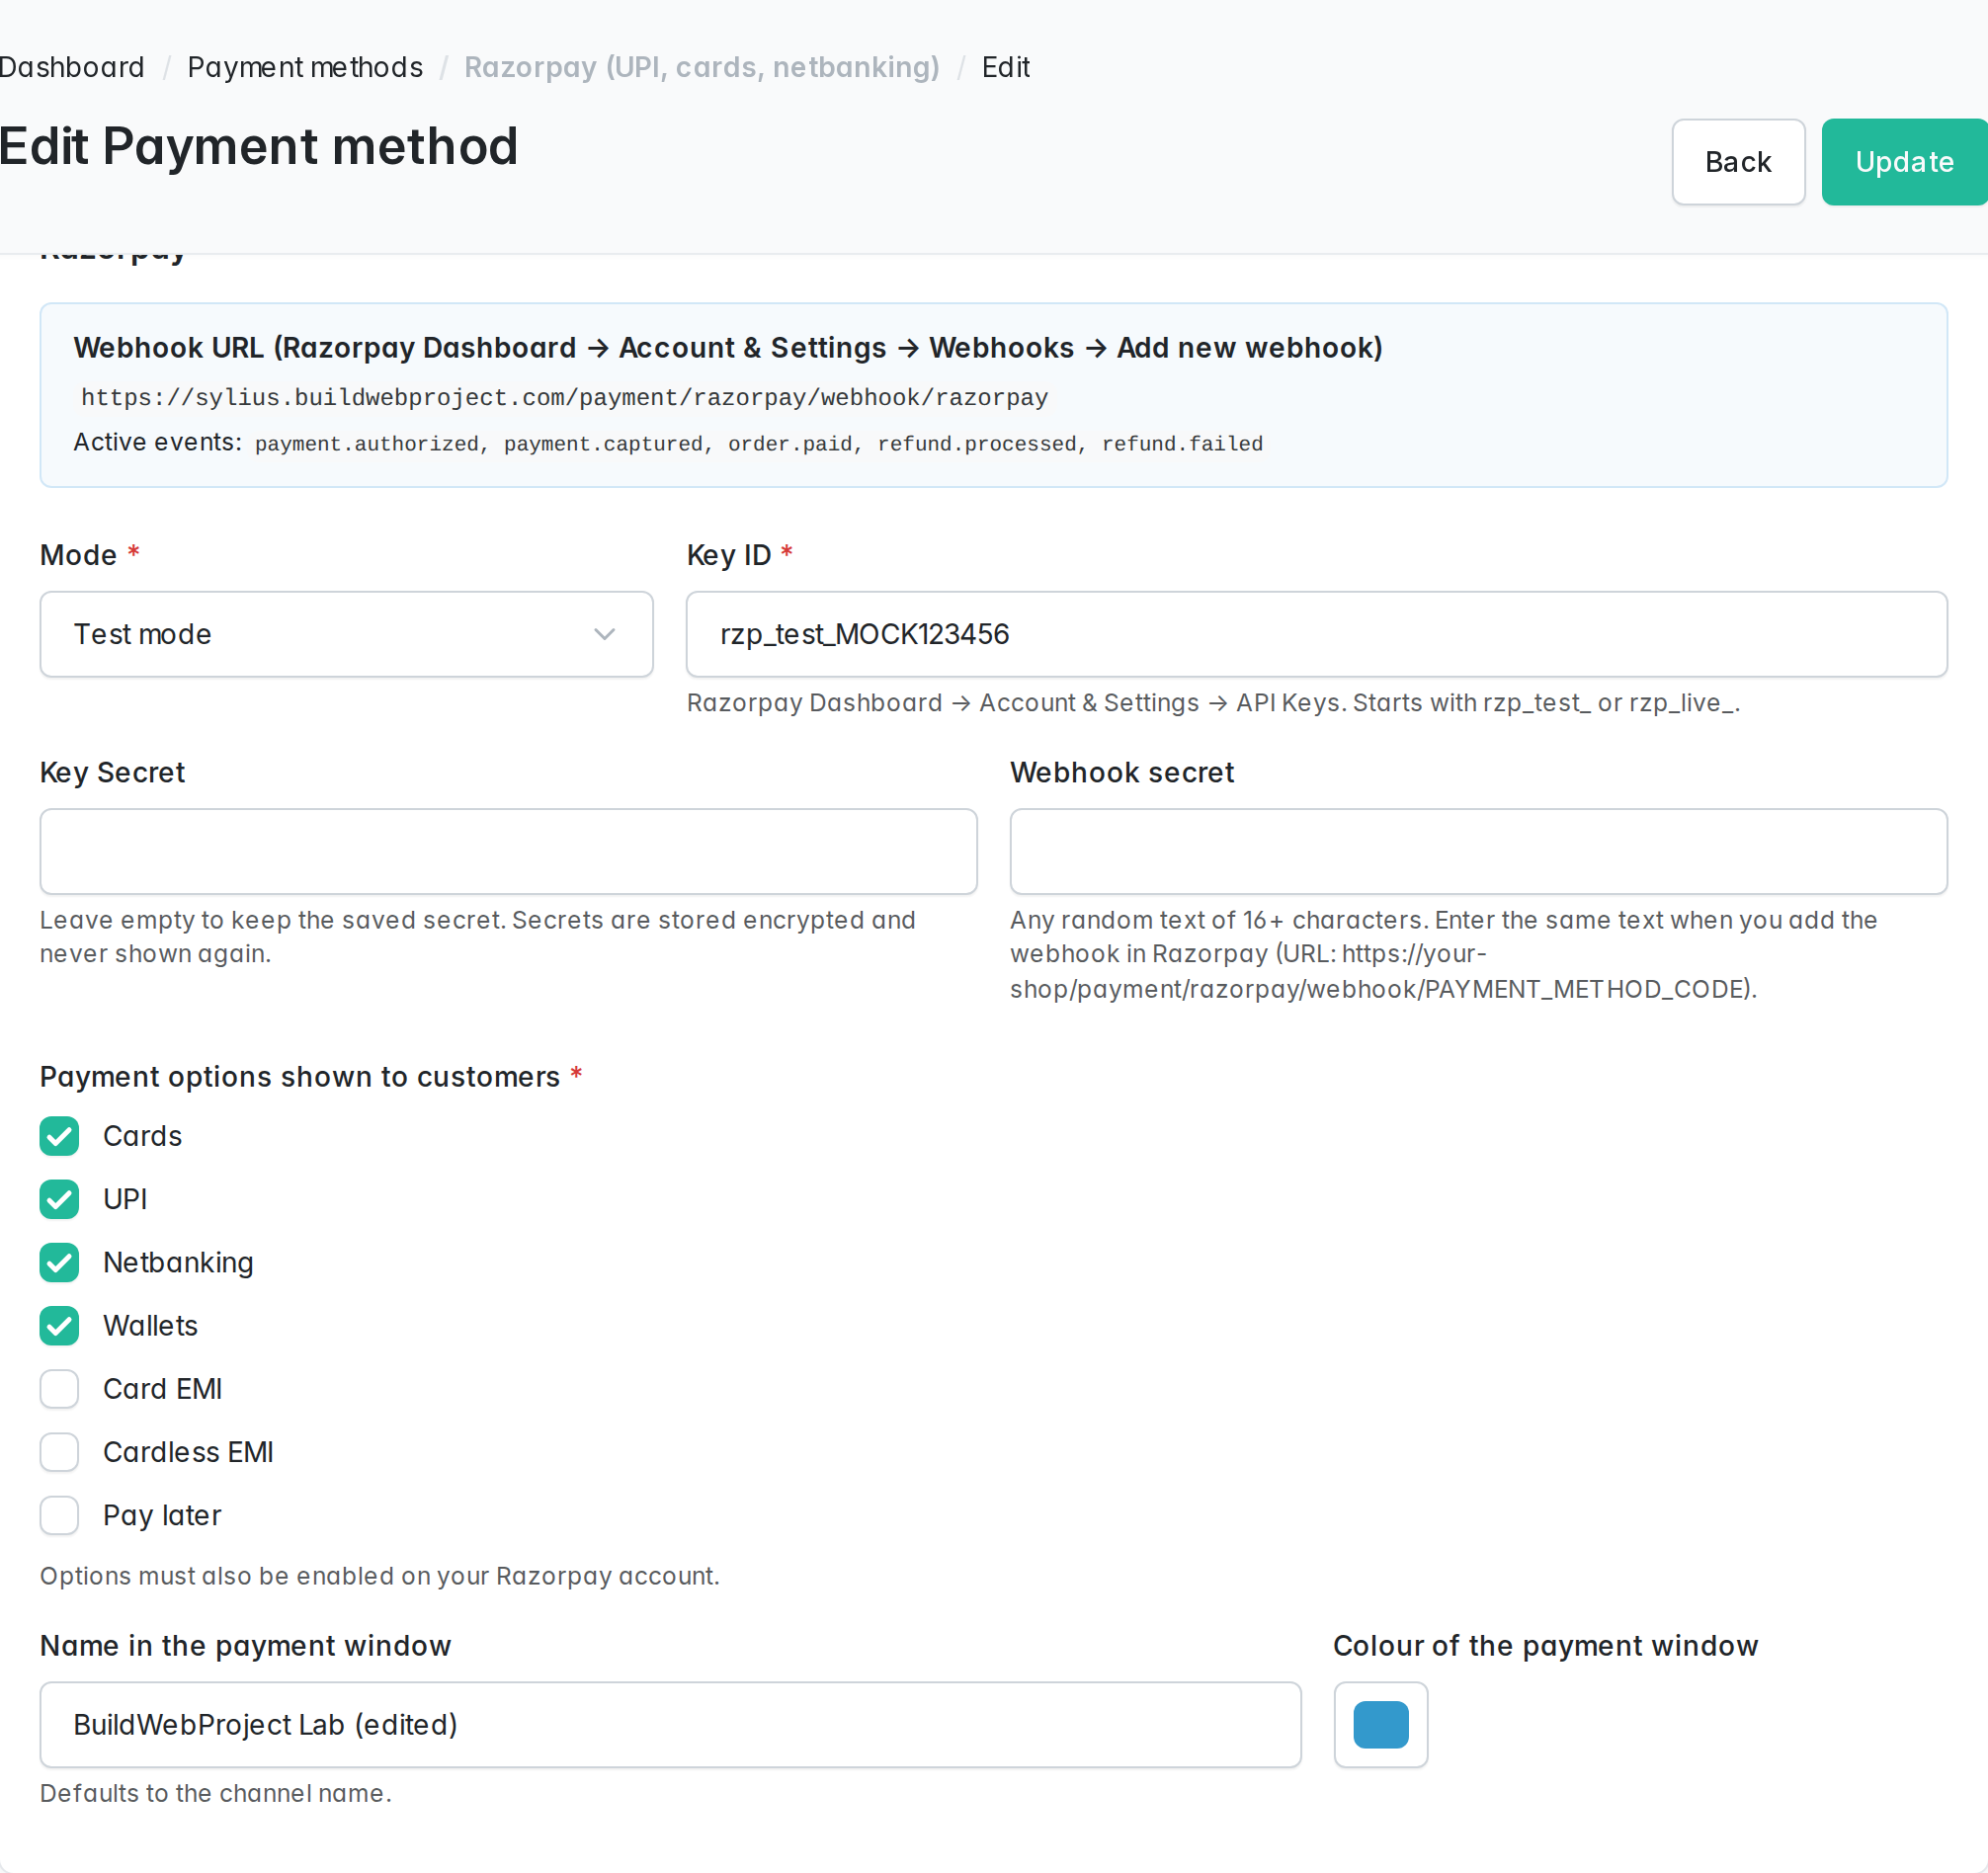 Dashboard / Payment methods / Razorpay (UPI, cards, netbanking) / Edit
Edit Payment method
Back
Update
Razorpay
Webhook URL (Razorpay Dashboard → Account & Settings → Webhooks → Add new webhook)
https://sylius.buildwebproject.com/payment/razorpay/webhook/razorpay
Active events: payment.authorized, payment.captured, order.paid, refund.processed, refund.failed
Mode *
Key ID *
Test mode
rzp_test_MOCK123456
Razorpay Dashboard → Account & Settings → API Keys. Starts with rzp_test_ or rzp_live_.
Key Secret
Leave empty to keep the saved secret. Secrets are stored encrypted and
never shown again.
Webhook secret
Any random text of 16+ characters. Enter the same text when you add the
webhook in Razorpay (URL: https://your-
shop/payment/razorpay/webhook/PAYMENT_METHOD_CODE).
Payment options shown to customers *
Cards
UPI
Netbanking
Wallets
Card EMI
Cardless EMI
Pay later
Options must also be enabled on your Razorpay account.
Name in the payment window
BuildWebProject Lab (edited)
Defaults to the channel name.
Colour of the payment window